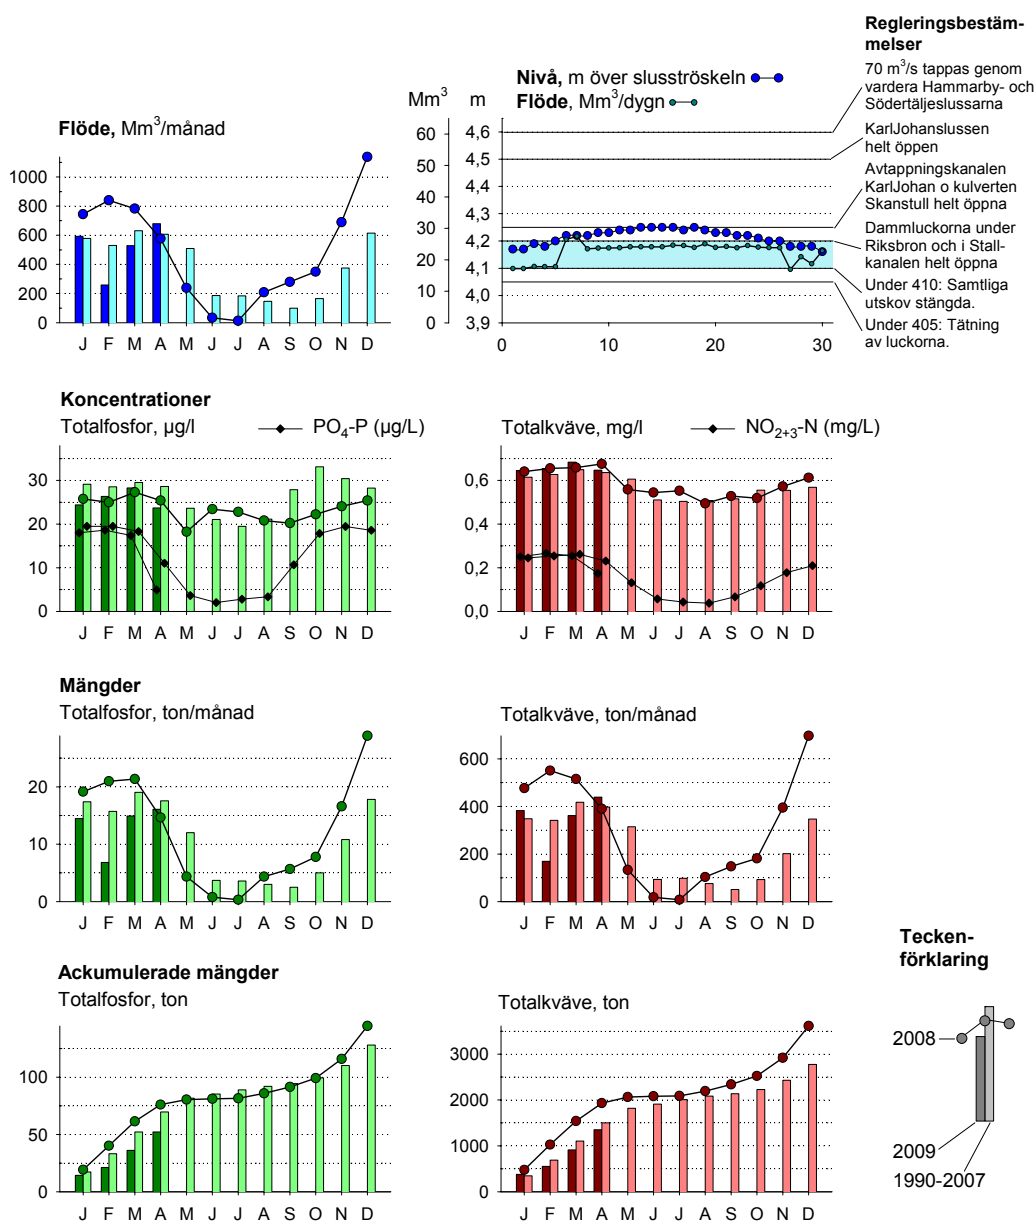 Flöde, Mm³/månad
1000
800
600
400
200
0
J F M A M J J A S O N D
Nivå, m över slusströskeln
Flöde, Mm³/dygn
Mm³ m
60
50
40
30
20
10
0
4,6
4,5
4,4
4,3
4,2
4,1
4,0
3,9
0 10 20 30
Regleringsbestäm-
melser
70 m³/s tappas genom
vardera Hammarby- och
Södertäljeslussarna
KarlJohanslussen
helt öppen
Avtappningskanalen
KarlJohan o kulverten
Skanstull helt öppna
Dammluckorna under
Riksbron och i Stall-
kanalen helt öppna
Under 410: Samtliga
utskov stängda.
Under 405: Tätning
av luckorna.
Koncentrationer
Totalfosfor, µg/l
PO₄-P (µg/L)
30
20
10
0
J F M A M J J A S O N D
Totalkväve, mg/l
NO₂₊₃-N (mg/L)
0,6
0,4
0,2
0,0
J F M A M J J A S O N D
Mängder
Totalfosfor, ton/månad
20
10
0
J F M A M J J A S O N D
Totalkväve, ton/månad
600
400
200
0
J F M A M J J A S O N D
Ackumulerade mängder
Totalfosfor, ton
100
50
0
J F M A M J J A S O N D
Totalkväve, ton
3000
2000
1000
0
J F M A M J J A S O N D
Tecken-
förklaring
2008
2009
1990-2007